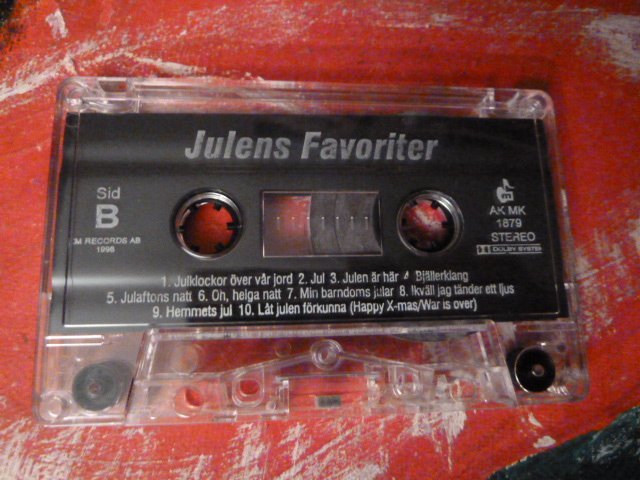 Julens Favoriter
Sid
B
M RECORDS AB
1996
AK MK
1879
STEREO
DOLBY SYSTEM
1. Julklockor över vår jord 2. Jul 3. Julen är här 4. Bjällerklang
5. Julaftons natt 6. Oh, helga natt 7. Min barndoms jular 8. Ikväll jag tänder ett ljus
9. Hemmets jul 10. Låt julen förkunna (Happy X-mas/War is over)